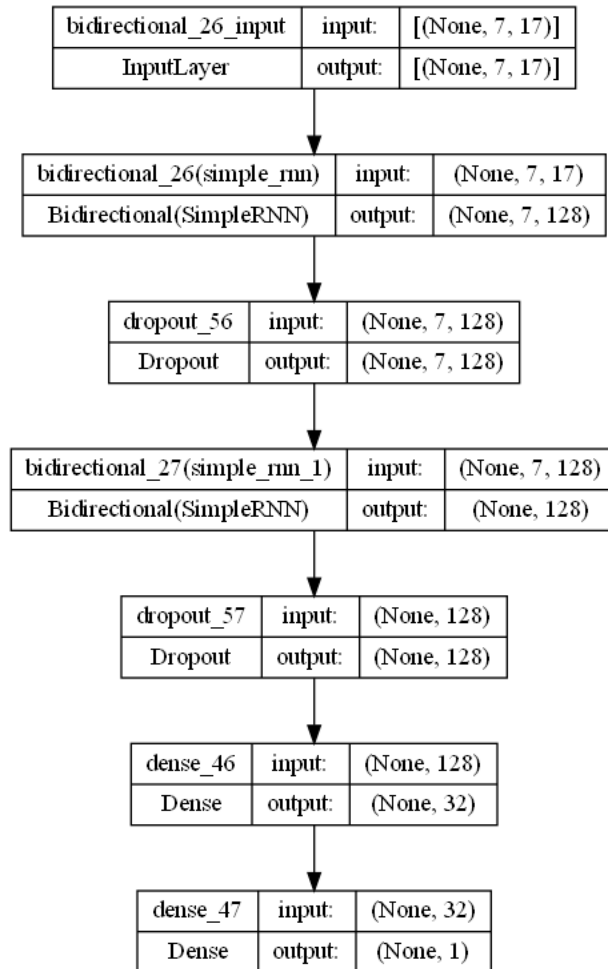 bidirectional_26_input input: [(None, 7, 17)]
InputLayer output: [(None, 7, 17)]
bidirectional_26(simple_rnn) input: (None, 7, 17)
Bidirectional(SimpleRNN) output: (None, 7, 128)
dropout_56 input: (None, 7, 128)
Dropout output: (None, 7, 128)
bidirectional_27(simple_rnn_1) input: (None, 7, 128)
Bidirectional(SimpleRNN) output: (None, 128)
dropout_57 input: (None, 128)
Dropout output: (None, 128)
dense_46 input: (None, 128)
Dense output: (None, 32)
dense_47 input: (None, 32)
Dense output: (None, 1)